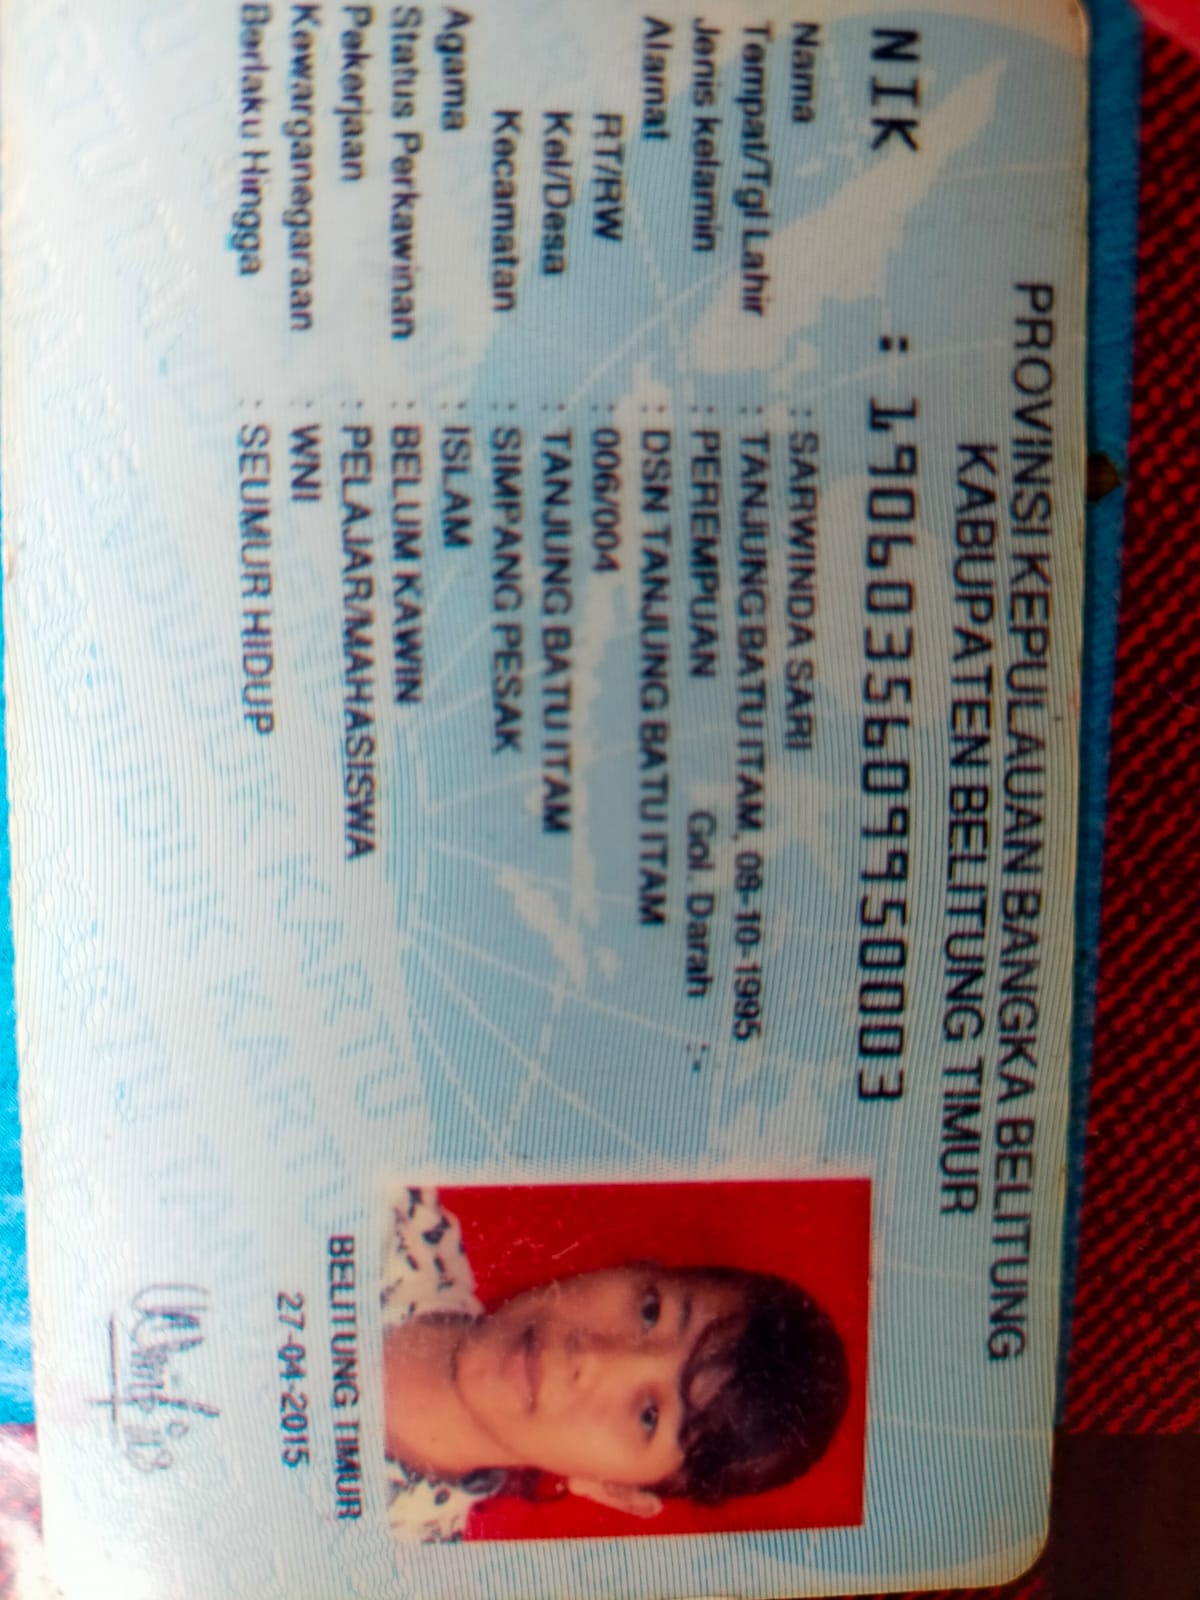 PROVINSI KEPULAUAN BANGKA BELITUNG
KABUPATEN BELITUNG TIMUR
NIK : 1906035609950003
Nama : SARWINDA SARI
Tempat/Tgl Lahir : TANJUNG BATU ITAM, 08-10-1995
Jenis kelamin : PEREMPUAN Gol. Darah : -
Alamat : DSN TANJUNG BATU ITAM
RT/RW : 006/004
Kel/Desa : TANJUNG BATU ITAM
Kecamatan : SIMPANG PESAK
Agama : ISLAM
Status Perkawinan : BELUM KAWIN
Pekerjaan : PELAJAR/MAHASISWA
Kewarganegaraan : WNI
Berlaku Hingga : SEUMUR HIDUP
BELITUNG TIMUR
27-04-2015